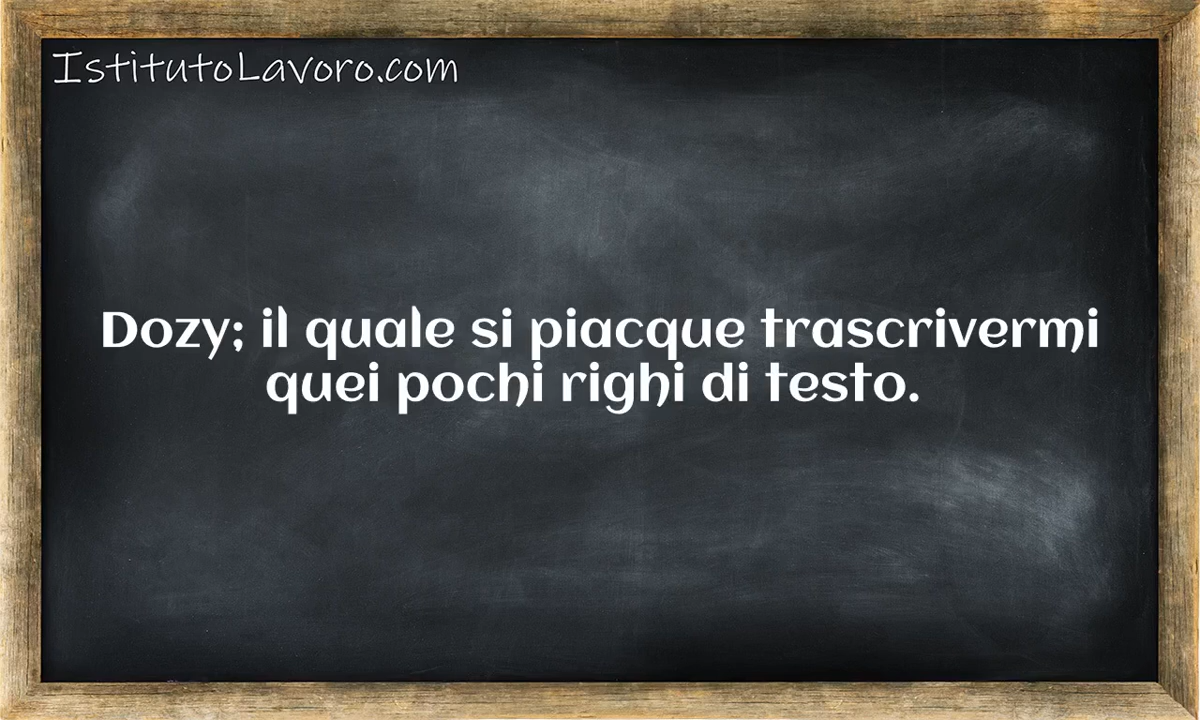 IstitutoLavoro.com
Dozy; il quale si piacque trascrivermi
quei pochi righi di testo.